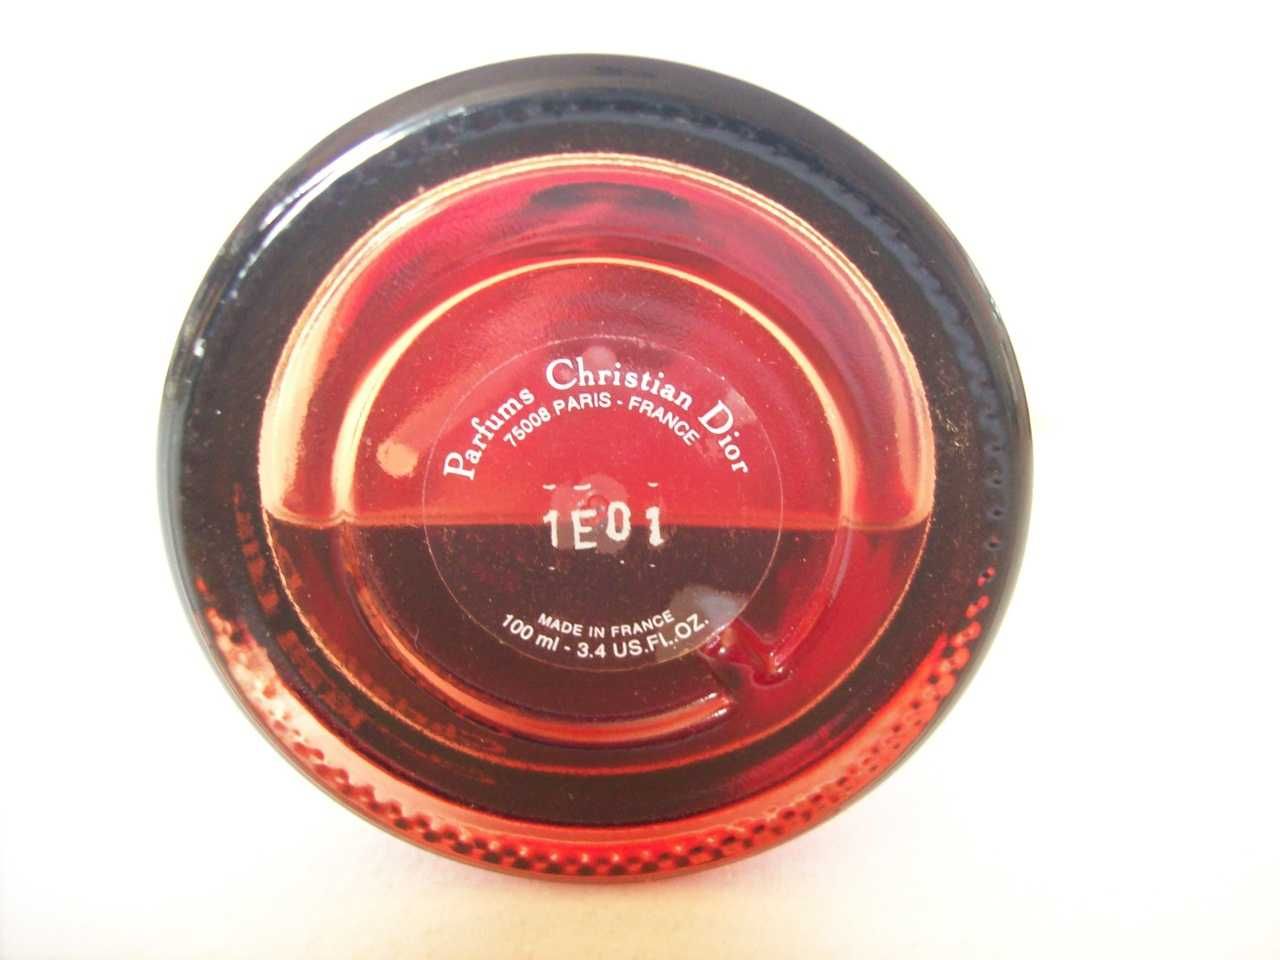 Parfums Christian Dior
75008 PARIS - FRANCE
1E01
MADE IN FRANCE
100 ml - 3.4 US.FL.OZ.